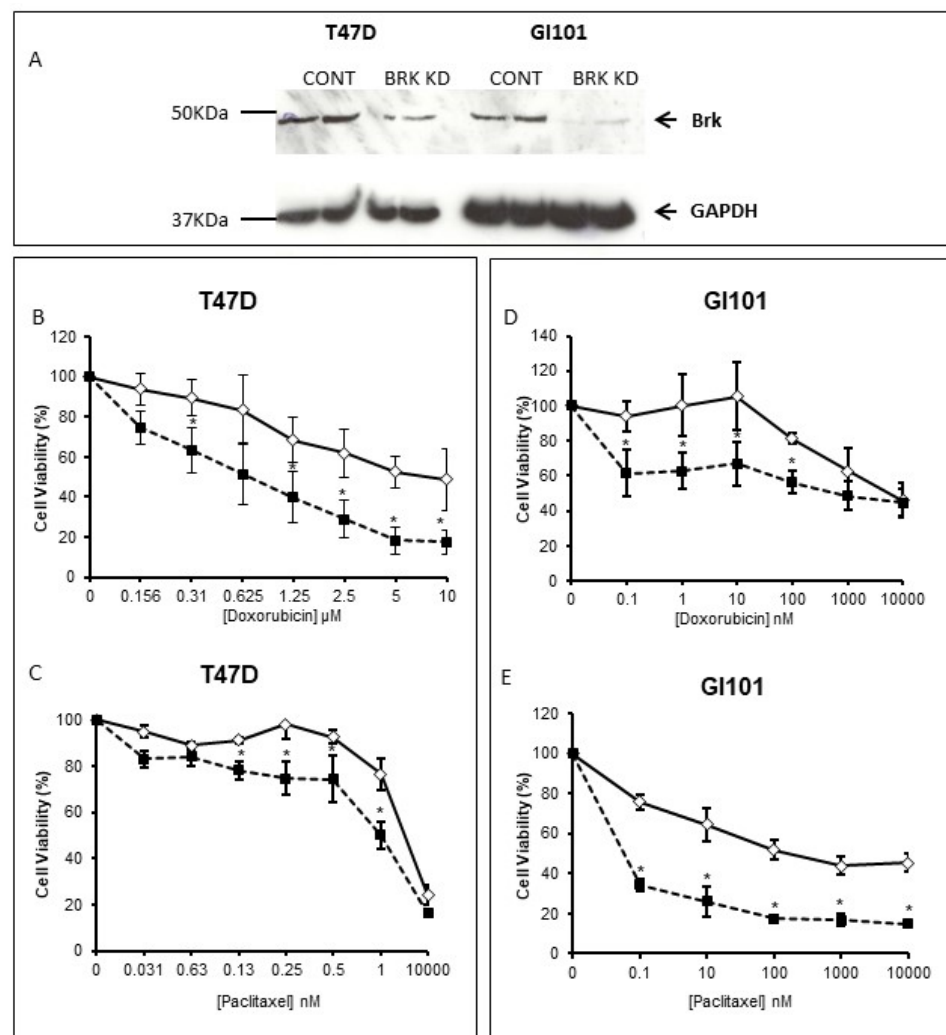 T47D GI101
A
CONT BRK KD CONT BRK KD
50KDa
Brk
37KDa
GAPDH
B
T47D
120
100
80
60
40
20
0
Cell Viability (%)
* * * * *
0 0.156 0.31 0.625 1.25 2.5 5 10
[Doxorubicin] µM
C
T47D
100
80
60
40
20
0
Cell Viability (%)
* * * *
0 0.031 0.63 0.13 0.25 0.5 1 10000
[Paclitaxel] nM
D
GI101
140
120
100
80
60
40
20
0
Cell Viability (%)
* * * *
0 0.1 1 10 100 1000 10000
[Doxorubicin] nM
E
GI101
120
100
80
60
40
20
0
Cell Viability (%)
* * * * *
0 0.1 10 100 1000 10000
[Paclitaxel] nM